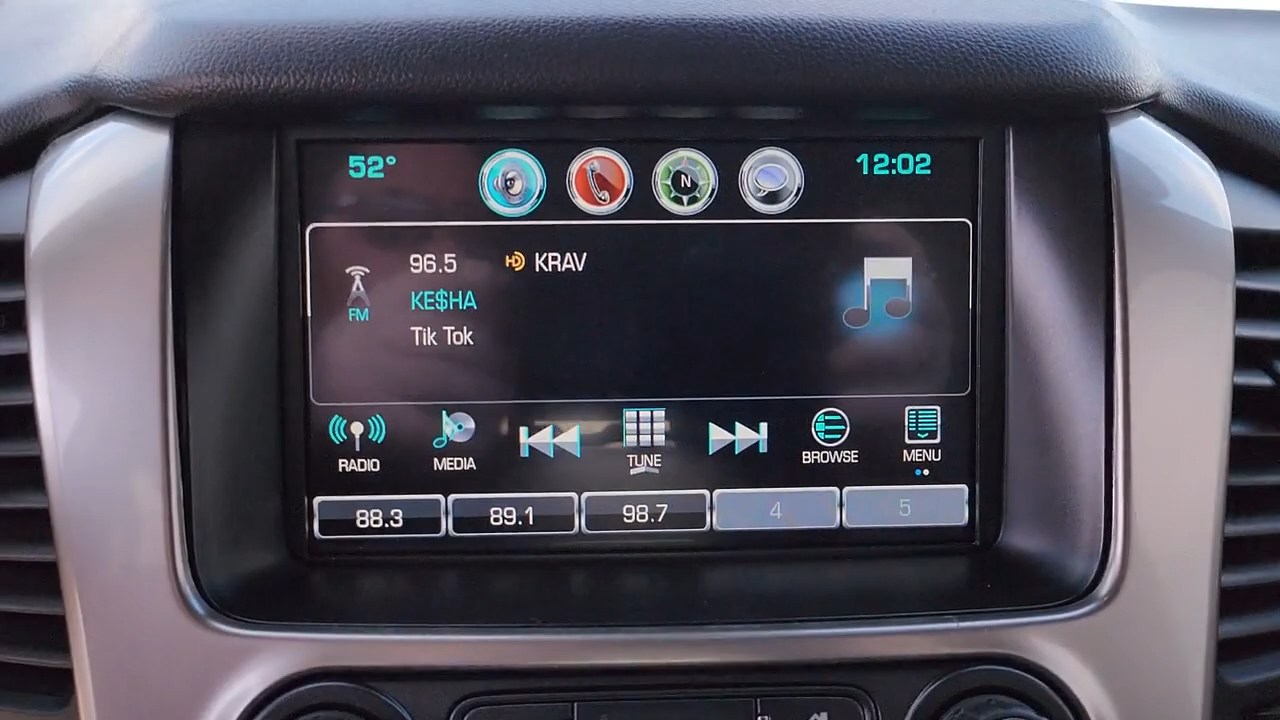 52° N 12:02
96.5 HD KRAV
FM KE$HA
Tik Tok
RADIO MEDIA TUNE BROWSE MENU
88.3 89.1 98.7 4 5